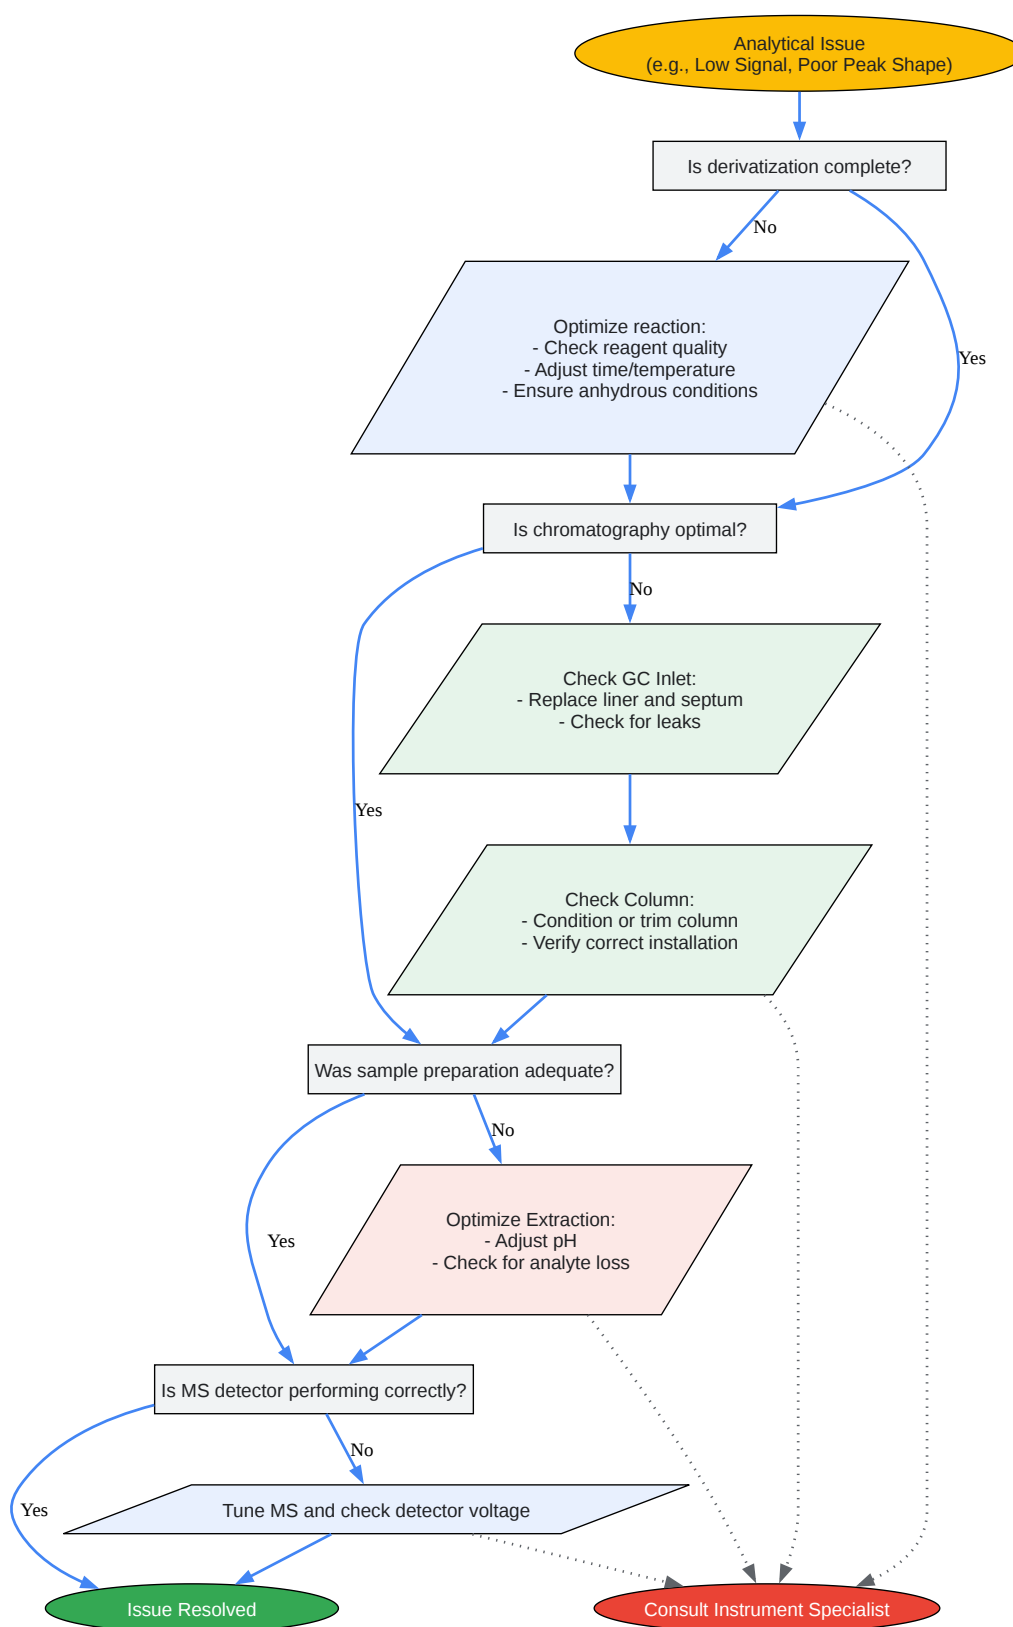 Analytical Issue
(e.g., Low Signal, Poor Peak Shape)
Is derivatization complete?
No
Optimize reaction:
- Check reagent quality
- Adjust time/temperature
- Ensure anhydrous conditions
Yes
Is chromatography optimal?
No
Check GC Inlet:
- Replace liner and septum
- Check for leaks
Yes
Check Column:
- Condition or trim column
- Verify correct installation
Was sample preparation adequate?
No
Optimize Extraction:
- Adjust pH
- Check for analyte loss
Yes
Is MS detector performing correctly?
No
Yes
Tune MS and check detector voltage
Issue Resolved
Consult Instrument Specialist